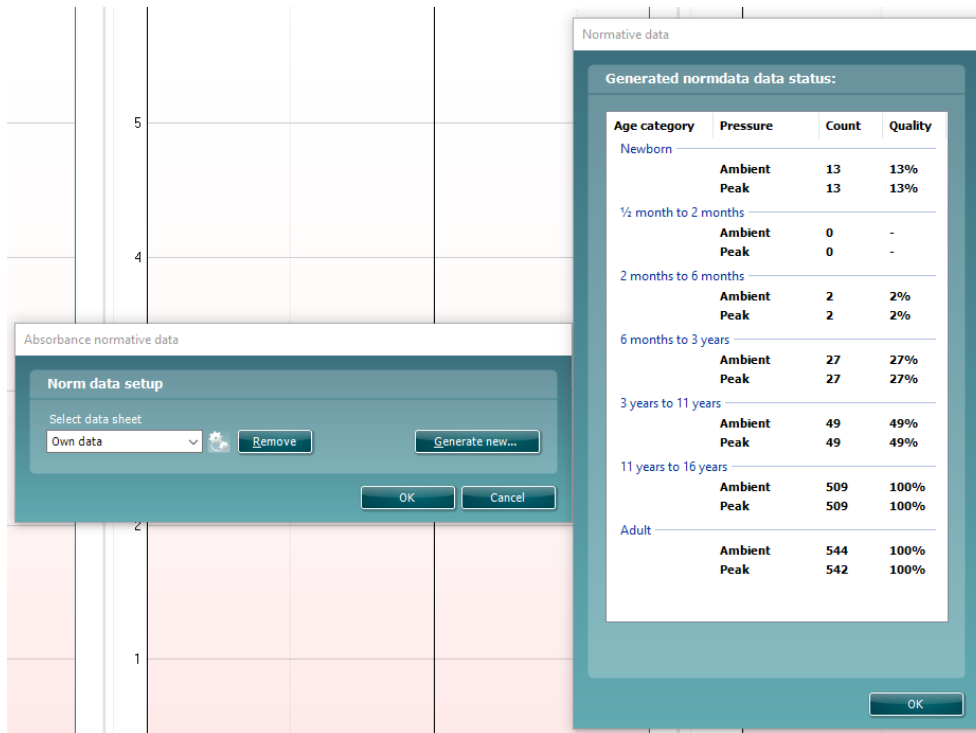 5
4
2
1
Absorbance normative data
Norm data setup
Select data sheet
Own data
Remove
Generate new...
OK
Cancel
Normative data
Generated normdata data status:
Age category Pressure Count Quality
Newborn
Ambient 13 13%
Peak 13 13%
½ month to 2 months
Ambient 0 -
Peak 0 -
2 months to 6 months
Ambient 2 2%
Peak 2 2%
6 months to 3 years
Ambient 27 27%
Peak 27 27%
3 years to 11 years
Ambient 49 49%
Peak 49 49%
11 years to 16 years
Ambient 509 100%
Peak 509 100%
Adult
Ambient 544 100%
Peak 542 100%
OK